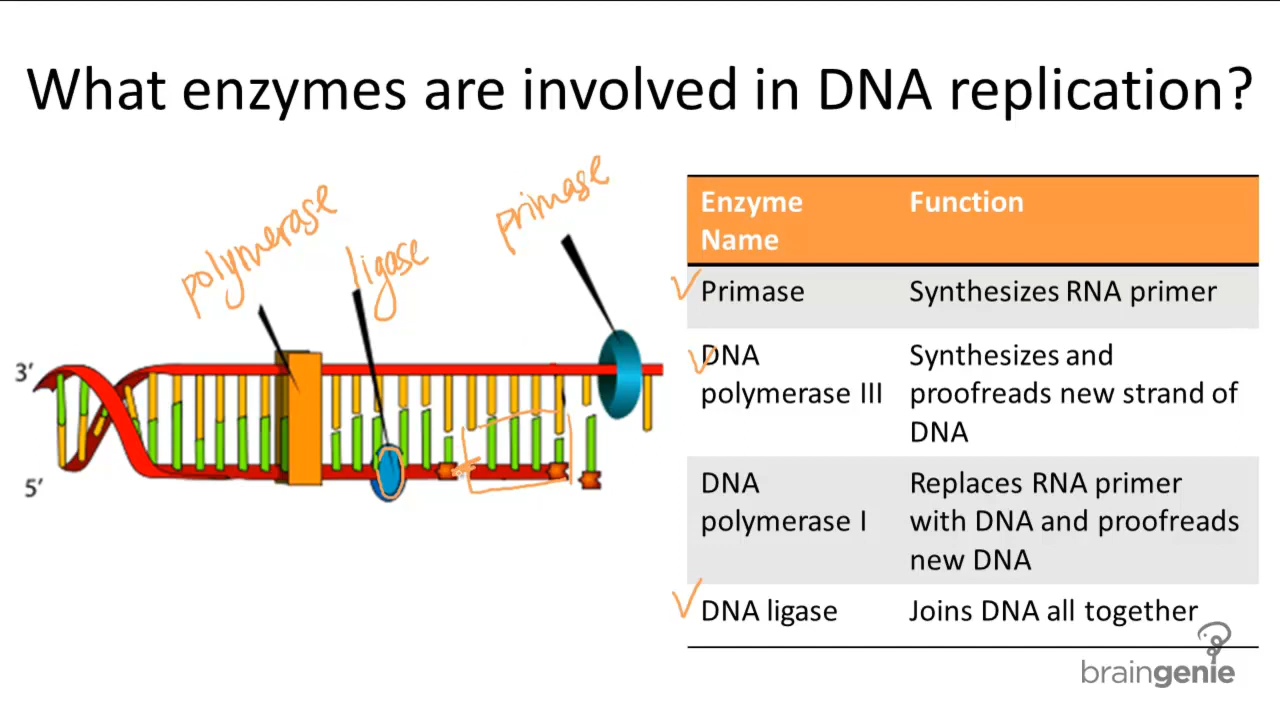 What enzymes are involved in DNA replication?
polymerase
ligase
primase
3′
5′
Enzyme
Name
Function
Primase
Synthesizes RNA primer
DNA
polymerase III
Synthesizes and
proofreads new strand of
DNA
DNA
polymerase I
Replaces RNA primer
with DNA and proofreads
new DNA
DNA ligase
Joins DNA all together
braingenie